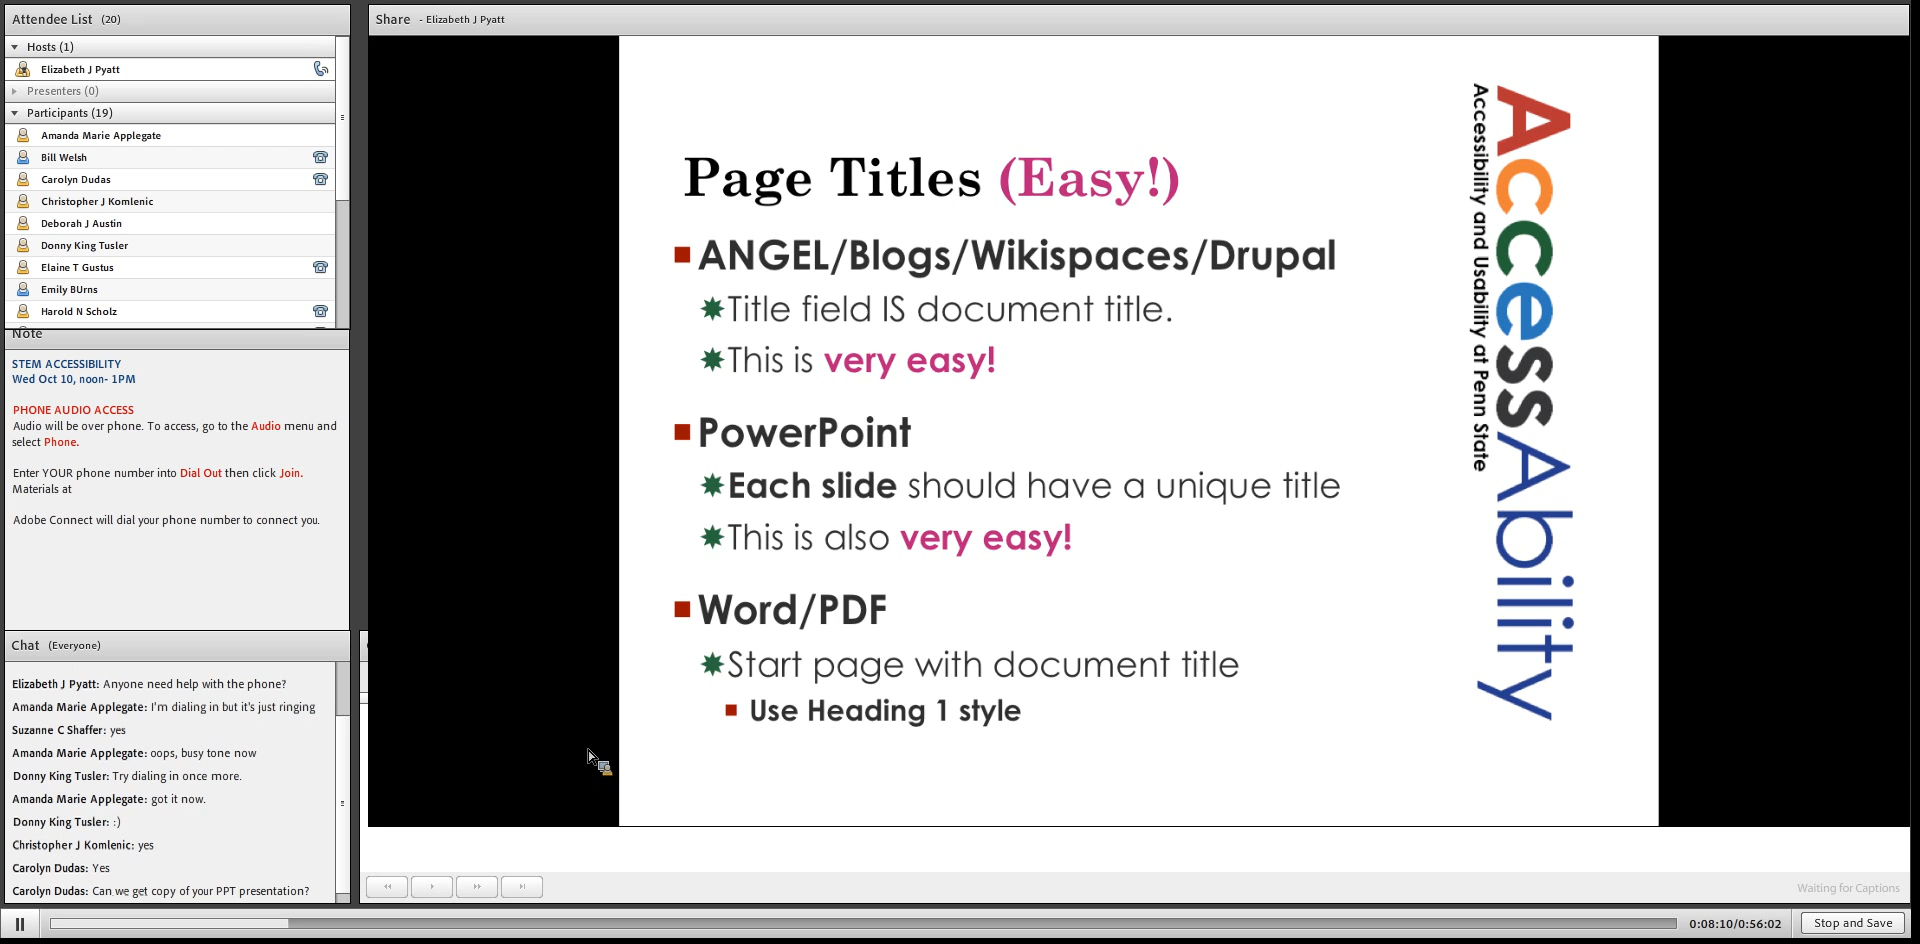 Attendee List (20)
Hosts (1)
Elizabeth J Pyatt
Presenters (0)
Participants (19)
Amanda Marie Applegate
Bill Welsh
Carolyn Dudas
Christopher J Komlenic
Deborah J Austin
Donny King Tusler
Elaine T Gustus
Emily BUrns
Harold N Scholz
Note
STEM ACCESSIBILITY
Wed Oct 10, noon- 1PM
PHONE AUDIO ACCESS
Audio will be over phone. To access, go to the Audio menu and
select Phone.
Enter YOUR phone number into Dial Out then click Join.
Materials at
Adobe Connect will dial your phone number to connect you.
Chat (Everyone)
Elizabeth J Pyatt: Anyone need help with the phone?
Amanda Marie Applegate: I'm dialing in but it's just ringing
Suzanne C Shaffer: yes
Amanda Marie Applegate: oops, busy tone now
Donny King Tusler: Try dialing in once more.
Amanda Marie Applegate: got it now.
Donny King Tusler: :)
Christopher J Komlenic: yes
Carolyn Dudas: Yes
Carolyn Dudas: Can we get copy of your PPT presentation?
Share - Elizabeth J Pyatt
Page Titles (Easy!)
ANGEL/Blogs/Wikispaces/Drupal
Title field IS document title.
This is very easy!
PowerPoint
Each slide should have a unique title
This is also very easy!
Word/PDF
Start page with document title
Use Heading 1 style
AccessAbility
Accessibility and Usability at Penn State
Waiting for Captions
0:08:10/0:56:02
Stop and Save